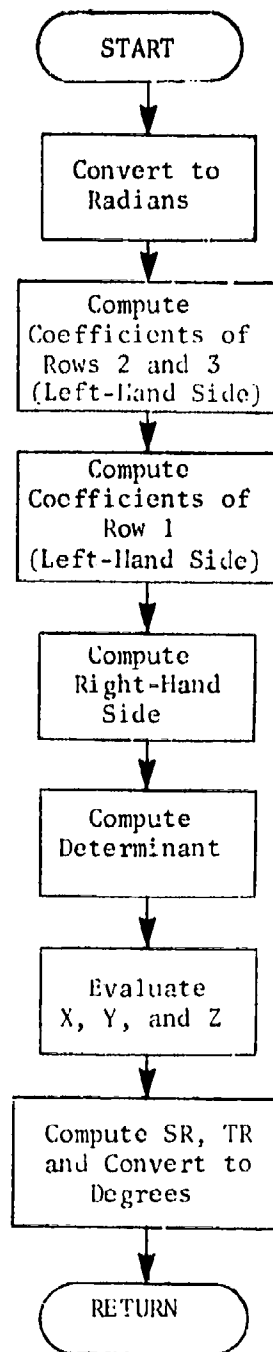 START
Convert to
Radians
Compute
Coefficients of
Rows 2 and 3
(Left-Hand Side)
Compute
Coefficients of
Row 1
(Left-Hand Side)
Compute
Right-Hand
Side
Compute
Determinant
Evaluate
X, Y, and Z
Compute SR, TR
and Convert to
Degrees
RETURN